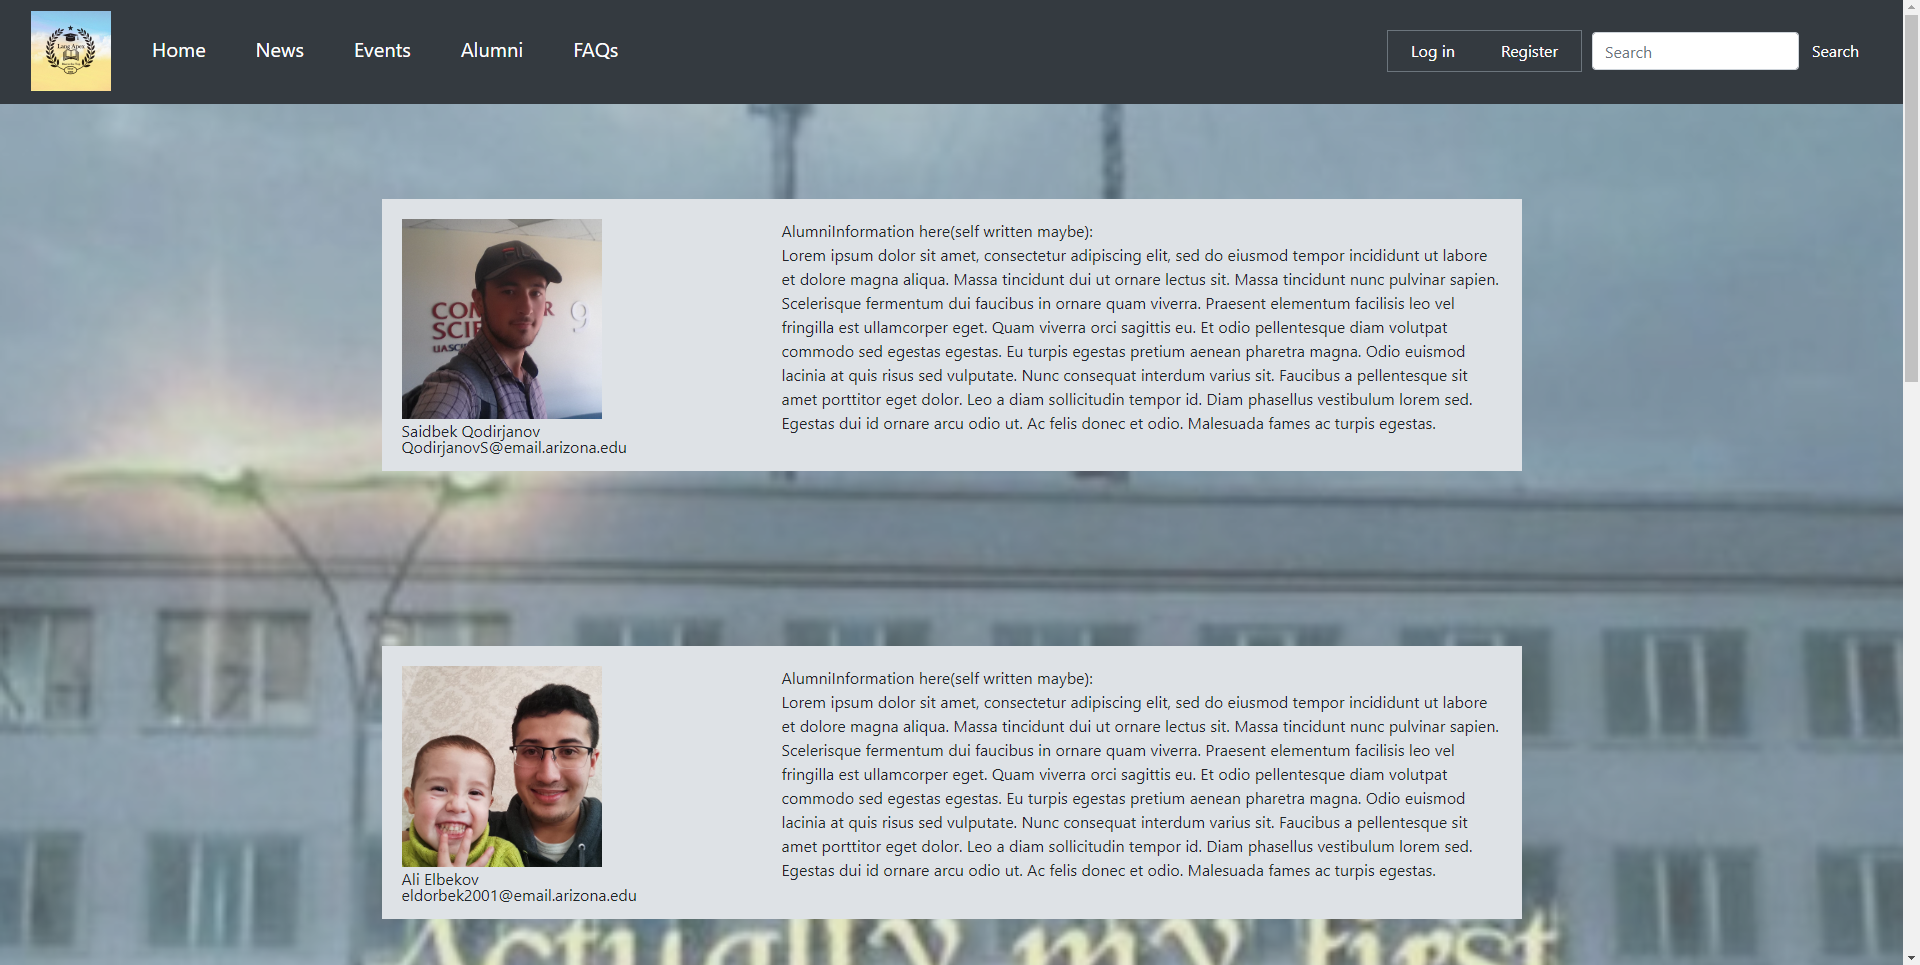 Lang Apex
Home
News
Events
Alumni
FAQs
Log in
Register
Search
Search
COM R
SCIE
UASCI
9
Saidbek Qodirjanov
QodirjanovS@email.arizona.edu
AlumniInformation here(self written maybe):
Lorem ipsum dolor sit amet, consectetur adipiscing elit, sed do eiusmod tempor incididunt ut labore
et dolore magna aliqua. Massa tincidunt dui ut ornare lectus sit. Massa tincidunt nunc pulvinar sapien.
Scelerisque fermentum dui faucibus in ornare quam viverra. Praesent elementum facilisis leo vel
fringilla est ullamcorper eget. Quam viverra orci sagittis eu. Et odio pellentesque diam volutpat
commodo sed egestas egestas. Eu turpis egestas pretium aenean pharetra magna. Odio euismod
lacinia at quis risus sed vulputate. Nunc consequat interdum varius sit. Faucibus a pellentesque sit
amet porttitor eget dolor. Leo a diam sollicitudin tempor id. Diam phasellus vestibulum lorem sed.
Egestas dui id ornare arcu odio ut. Ac felis donec et odio. Malesuada fames ac turpis egestas.
Ali Elbekov
eldorbek2001@email.arizona.edu
AlumniInformation here(self written maybe):
Lorem ipsum dolor sit amet, consectetur adipiscing elit, sed do eiusmod tempor incididunt ut labore
et dolore magna aliqua. Massa tincidunt dui ut ornare lectus sit. Massa tincidunt nunc pulvinar sapien.
Scelerisque fermentum dui faucibus in ornare quam viverra. Praesent elementum facilisis leo vel
fringilla est ullamcorper eget. Quam viverra orci sagittis eu. Et odio pellentesque diam volutpat
commodo sed egestas egestas. Eu turpis egestas pretium aenean pharetra magna. Odio euismod
lacinia at quis risus sed vulputate. Nunc consequat interdum varius sit. Faucibus a pellentesque sit
amet porttitor eget dolor. Leo a diam sollicitudin tempor id. Diam phasellus vestibulum lorem sed.
Egestas dui id ornare arcu odio ut. Ac felis donec et odio. Malesuada fames ac turpis egestas.
Actually my first